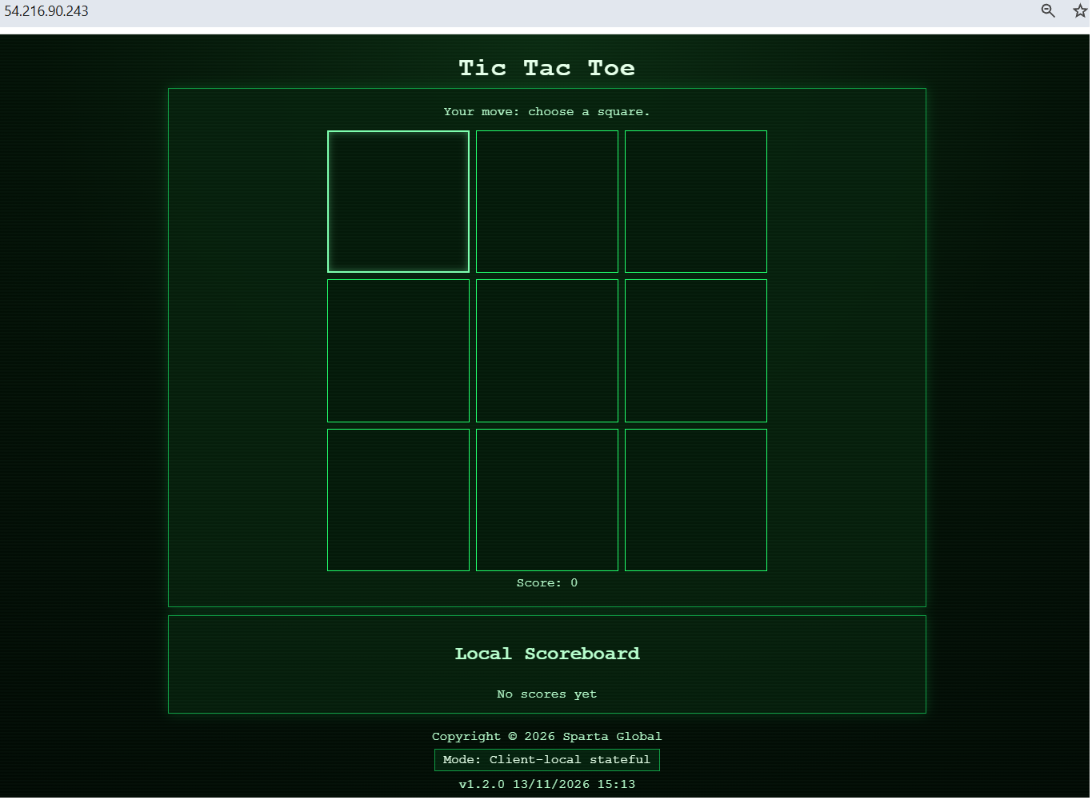 54.216.90.243
Tic Tac Toe
Your move: choose a square.
Score: 0
Local Scoreboard
No scores yet
Copyright © 2026 Sparta Global
Mode: Client-local stateful
v1.2.0 13/11/2026 15:13